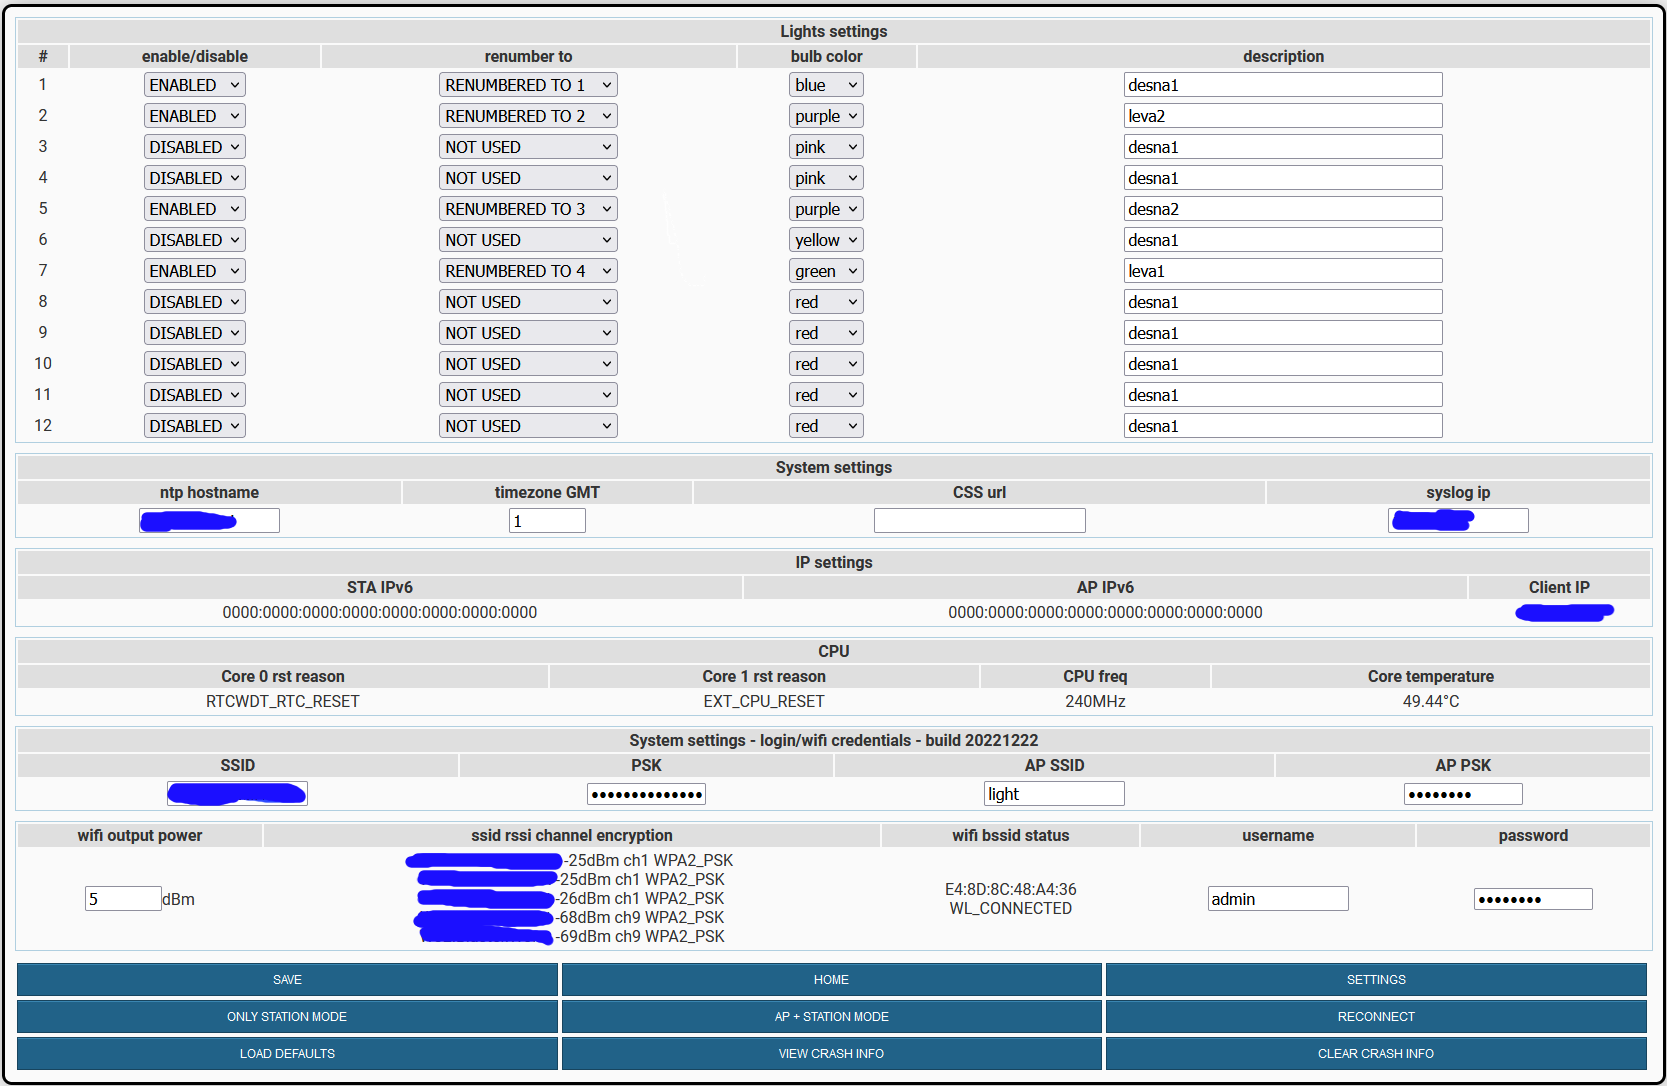 Lights settings
# enable/disable renumber to bulb color description
1 ENABLED RENUMBERED TO 1 blue desna1
2 ENABLED RENUMBERED TO 2 purple leva2
3 DISABLED NOT USED pink desna1
4 DISABLED NOT USED pink desna1
5 ENABLED RENUMBERED TO 3 purple desna2
6 DISABLED NOT USED yellow desna1
7 ENABLED RENUMBERED TO 4 green leva1
8 DISABLED NOT USED red desna1
9 DISABLED NOT USED red desna1
10 DISABLED NOT USED red desna1
11 DISABLED NOT USED red desna1
12 DISABLED NOT USED red desna1
System settings
ntp hostname timezone GMT CSS url syslog ip
1
IP settings
STA IPv6 AP IPv6 Client IP
0000:0000:0000:0000:0000:0000:0000:0000 0000:0000:0000:0000:0000:0000:0000:0000
CPU
Core 0 rst reason Core 1 rst reason CPU freq Core temperature
RTCWDT_RTC_RESET EXT_CPU_RESET 240MHz 49.44°C
System settings - login/wifi credentials - build 20221222
SSID PSK AP SSID AP PSK
•••••••••••••• light ••••••••
wifi output power ssid rssi channel encryption wifi bssid status username password
-25dBm ch1 WPA2_PSK
-25dBm ch1 WPA2_PSK
5 dBm -26dBm ch1 WPA2_PSK E4:8D:8C:48:A4:36 admin ••••••••
-68dBm ch9 WPA2_PSK WL_CONNECTED
-69dBm ch9 WPA2_PSK
SAVE HOME SETTINGS
ONLY STATION MODE AP + STATION MODE RECONNECT
LOAD DEFAULTS VIEW CRASH INFO CLEAR CRASH INFO